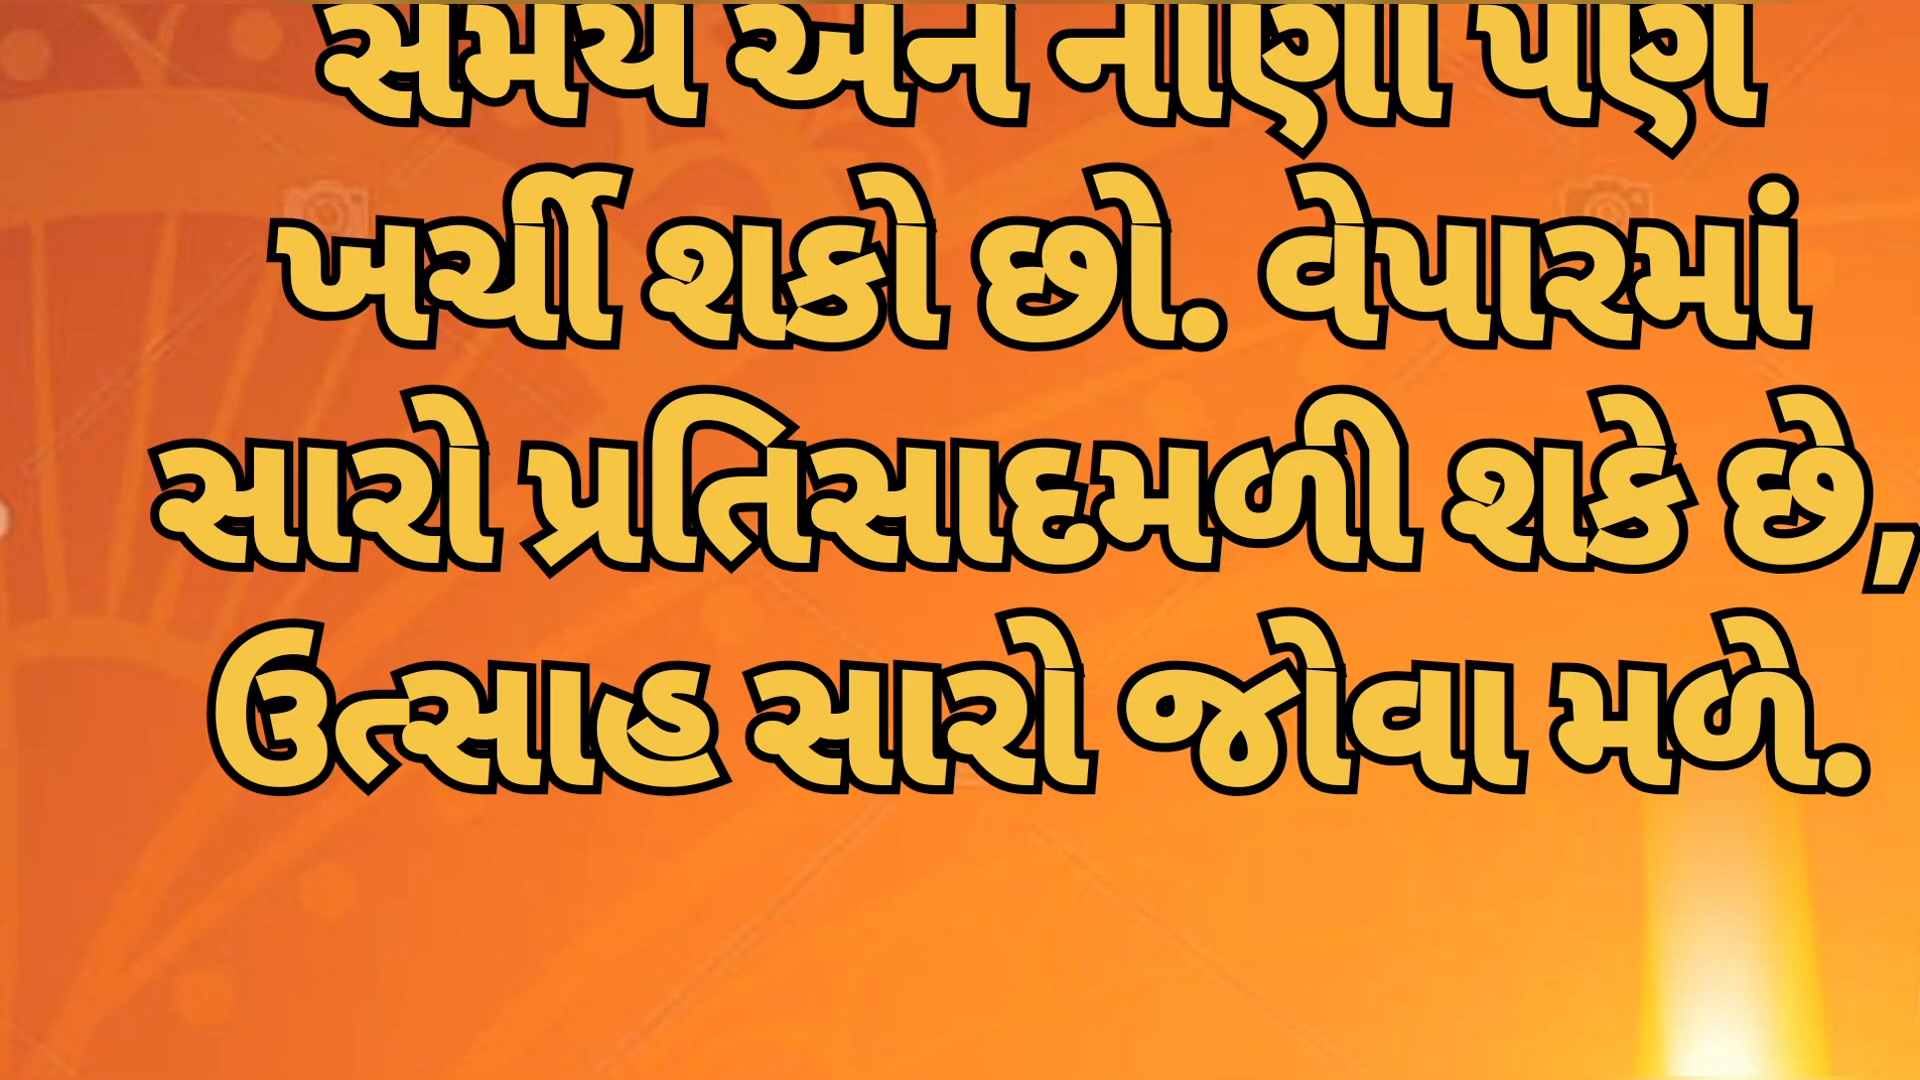 સમય અને નાણાં પણ
ખર્ચી શકો છો. વેપારમાં
સારો પ્રતિસાદમળી શકે છે,
ઉત્સાહ સારો જોવા મળે.